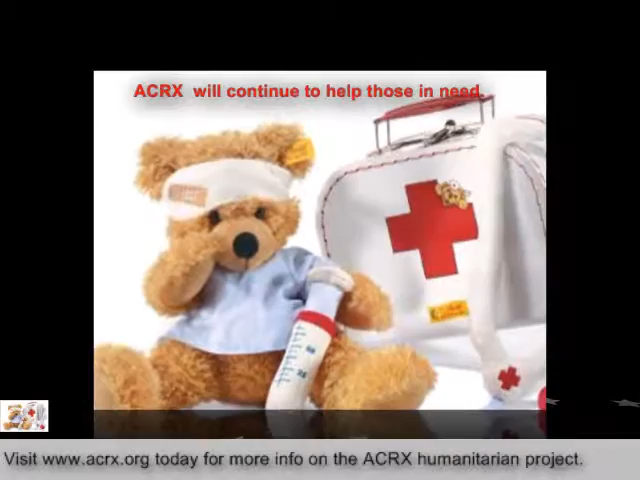 ACRX will continue to help those in need.
Visit www.acrx.org today for more info on the ACRX humanitarian project.